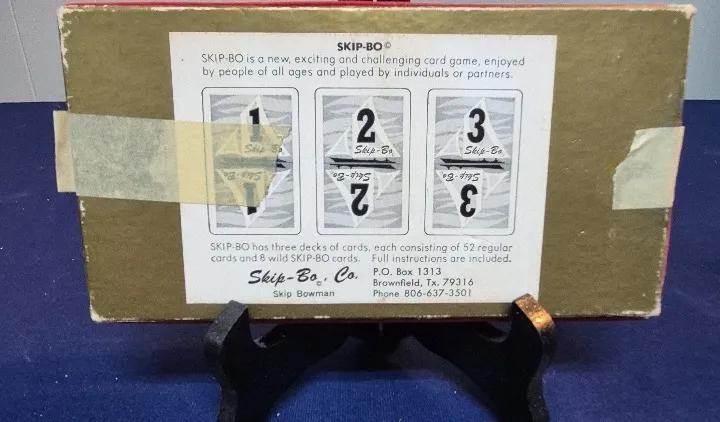 SKIP-BO©
SKIP-BO is a new, exciting and challenging card game, enjoyed
by people of all ages and played by individuals or partners.
1 2 3
Skip-Bo Skip-Bo Skip-Bo
Skip-Bo Skip-Bo Skip-Bo
1 2 3
SKIP-BO has three decks of cards, each consisting of 52 regular
cards and 8 wild SKIP-BO cards. Full instructions are included.
Skip-Bo©, Co.
Skip Bowman
P.O. Box 1313
Brownfield, Tx. 79316
Phone 806-637-3501